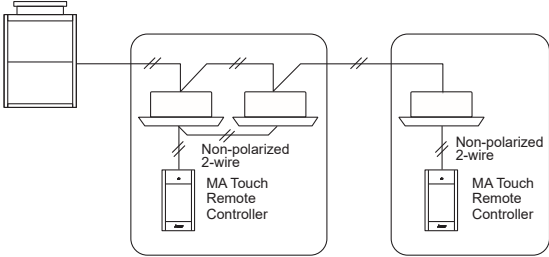 Non-polarized
2-wire
MA Touch
Remote
Controller
Non-polarized
2-wire
MA Touch
Remote
Controller